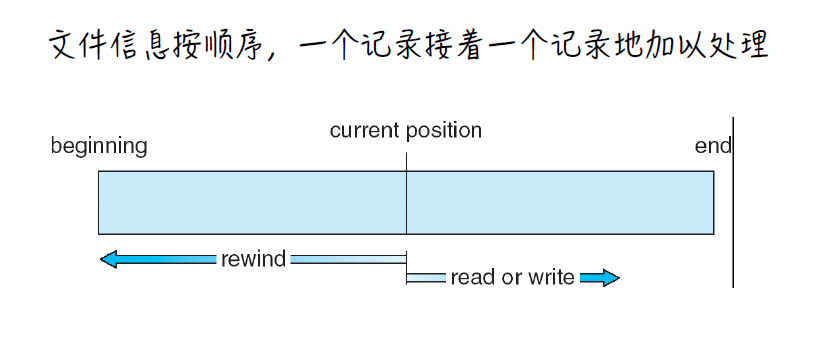 文件信息按顺序，一个记录接着一个记录地加以处理
current position
beginning
end
rewind
read or write